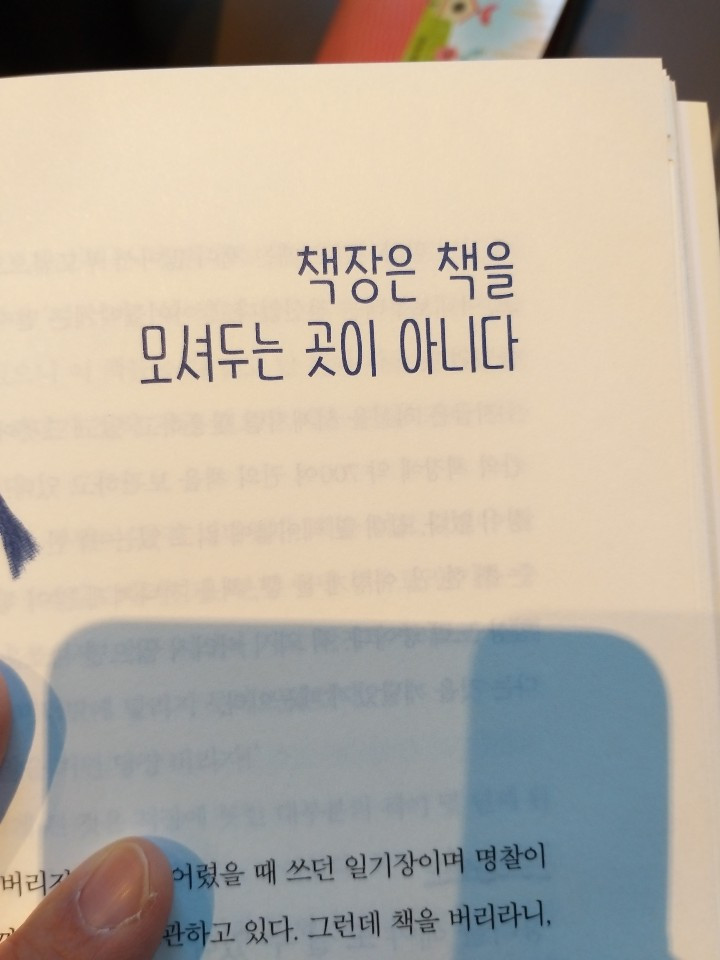 책장은 책을
모셔두는 곳이 아니다
어렸을 때 쓰던 일기장이며 명찰이
관하고 있다. 그런데 책을 버리라니,